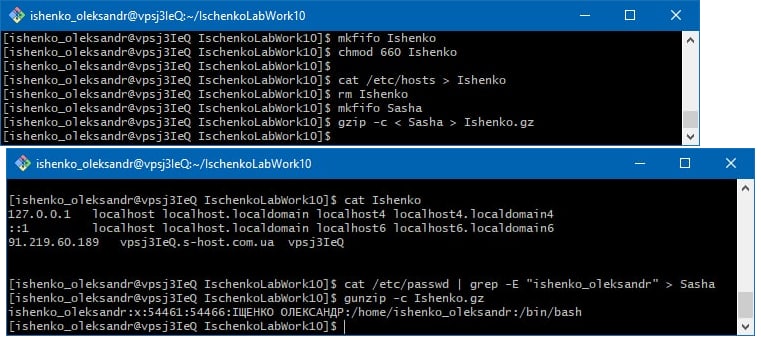 ishenko_oleksandr@vpsj3IeQ:~/IschenkoLabWork10
[ishenko_oleksandr@vpsj3IeQ IschenkoLabWork10]$ mkfifo Ishenko
[ishenko_oleksandr@vpsj3IeQ IschenkoLabWork10]$ chmod 660 Ishenko
[ishenko_oleksandr@vpsj3IeQ IschenkoLabWork10]$
[ishenko_oleksandr@vpsj3IeQ IschenkoLabWork10]$ cat /etc/hosts > Ishenko
[ishenko_oleksandr@vpsj3IeQ IschenkoLabWork10]$ rm Ishenko
[ishenko_oleksandr@vpsj3IeQ IschenkoLabWork10]$ mkfifo Sasha
[ishenko_oleksandr@vpsj3IeQ IschenkoLabWork10]$ gzip -c < Sasha > Ishenko.gz
[ishenko_oleksandr@vpsj3IeQ IschenkoLabWork10]$
ishenko_oleksandr@vpsj3IeQ:~/IschenkoLabWork10
[ishenko_oleksandr@vpsj3IeQ IschenkoLabWork10]$ cat Ishenko
127.0.0.1 localhost localhost.localdomain localhost4 localhost4.localdomain4
::1 localhost localhost.localdomain localhost6 localhost6.localdomain6
91.219.60.189 vpsj3IeQ.s-host.com.ua vpsj3IeQ
[ishenko_oleksandr@vpsj3IeQ IschenkoLabWork10]$ cat /etc/passwd | grep -E "ishenko_oleksandr" > Sasha
[ishenko_oleksandr@vpsj3IeQ IschenkoLabWork10]$ gunzip -c Ishenko.gz
ishenko_oleksandr:x:54461:54466:ІЩЕНКО ОЛЕКСАНДР:/home/ishenko_oleksandr:/bin/bash
[ishenko_oleksandr@vpsj3IeQ IschenkoLabWork10]$